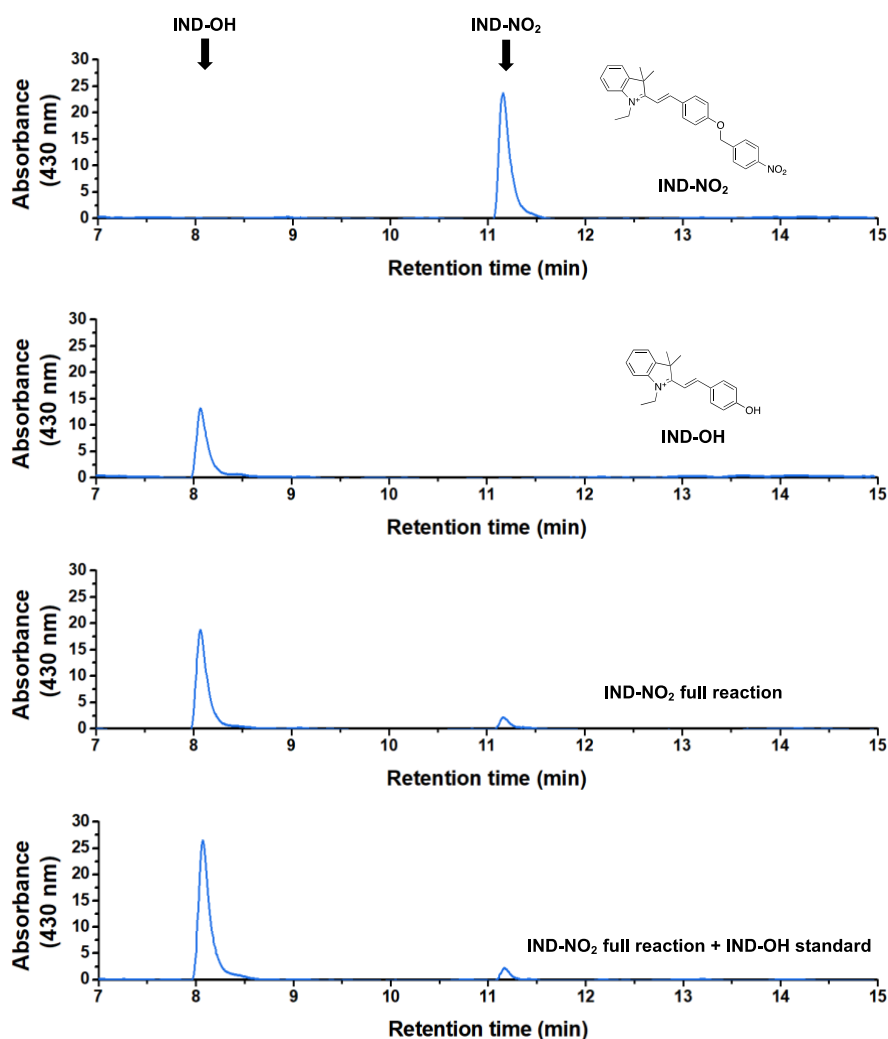 IND-OH
IND-NO₂
Absorbance
(430 nm)
30
25
20
15
10
5
0
7 8 9 10 11 12 13 14 15
Retention time (min)
N⁺
O
NO₂
IND-NO₂
Absorbance
(430 nm)
30
25
20
15
10
5
0
7 8 9 10 11 12 13 14 15
Retention time (min)
N⁺
OH
IND-OH
Absorbance
(430 nm)
30
25
20
15
10
5
0
7 8 9 10 11 12 13 14 15
Retention time (min)
IND-NO₂ full reaction
Absorbance
(430 nm)
30
25
20
15
10
5
0
7 8 9 10 11 12 13 14 15
Retention time (min)
IND-NO₂ full reaction + IND-OH standard